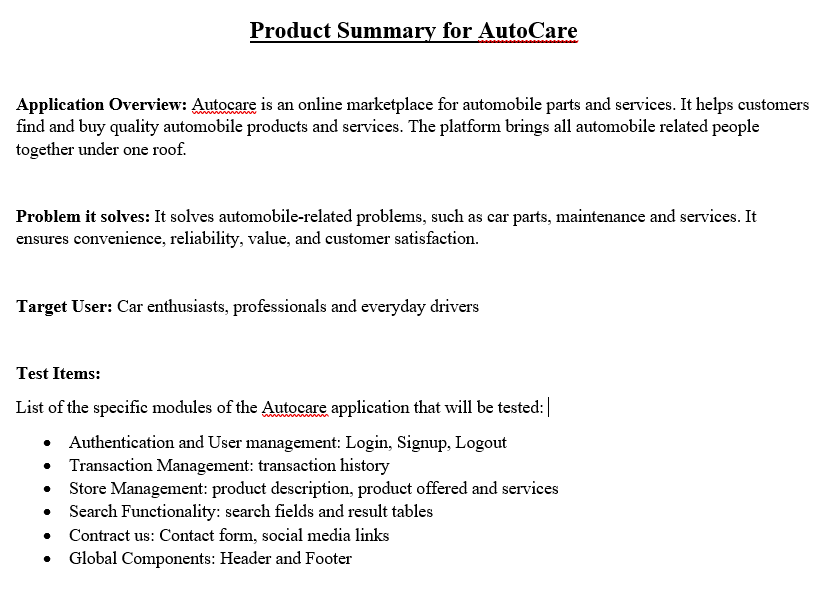 Product Summary for AutoCare
Application Overview: Autocare is an online marketplace for automobile parts and services. It helps customers
find and buy quality automobile products and services. The platform brings all automobile related people
together under one roof.
Problem it solves: It solves automobile-related problems, such as car parts, maintenance and services. It
ensures convenience, reliability, value, and customer satisfaction.
Target User: Car enthusiasts, professionals and everyday drivers
Test Items:
List of the specific modules of the Autocare application that will be tested:
• Authentication and User management: Login, Signup, Logout
• Transaction Management: transaction history
• Store Management: product description, product offered and services
• Search Functionality: search fields and result tables
• Contract us: Contact form, social media links
• Global Components: Header and Footer